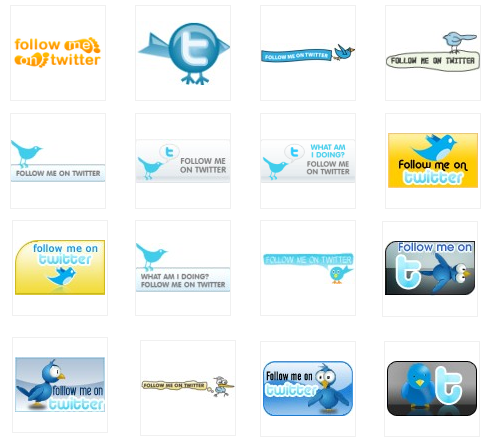 follow me!
on! twitter
t
FOLLOW ME ON TWITTER
FOLLOW ME ON TWITTER
FOLLOW ME ON TWITTER
t
FOLLOW ME
ON TWITTER
t
WHAT AM
I DOING?
FOLLOW ME
ON TWITTER
Follow me on
twitter
follow me on
twitter
WHAT AM I DOING?
FOLLOW ME ON TWITTER
FOLLOW ME ON TWITTER
Follow me on
t
follow me on
twitter
FOLLOW ME ON TWITTER
Follow me on
twitter
t